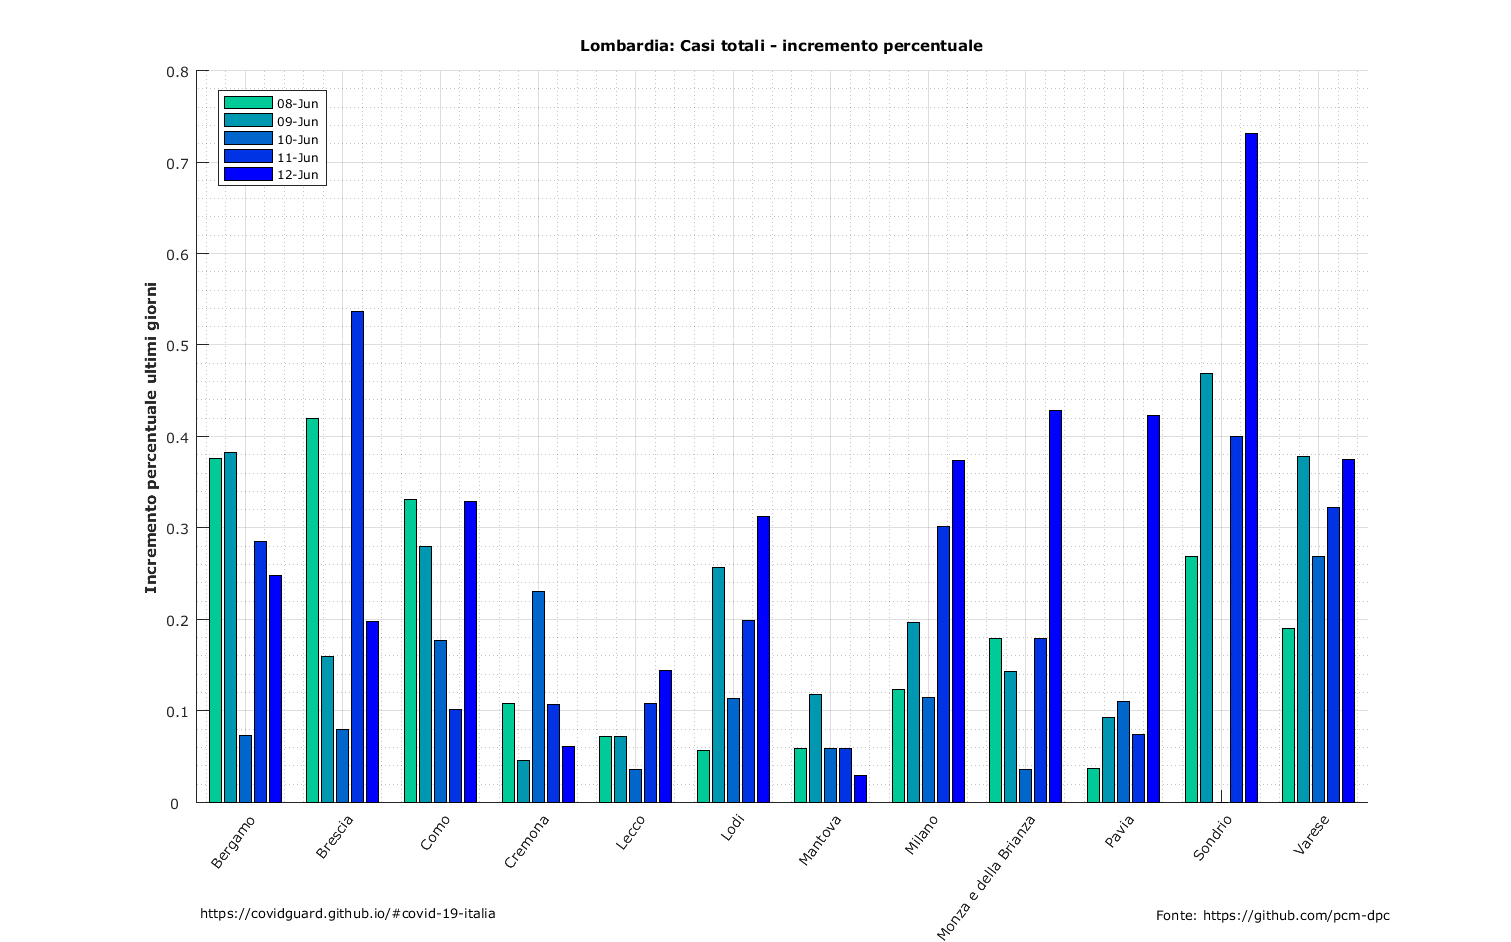 Lombardia: Casi totali - incremento percentuale
Incremento percentuale ultimi giorni
0.8
0.7
0.6
0.5
0.4
0.3
0.2
0.1
0
08-Jun
09-Jun
10-Jun
11-Jun
12-Jun
Bergamo
Brescia
Como
Cremona
Lecco
Lodi
Mantova
Milano
Monza e della Brianza
Pavia
Sondrio
Varese
https://covidguard.github.io/#covid-19-italia
Fonte: https://github.com/pcm-dpc